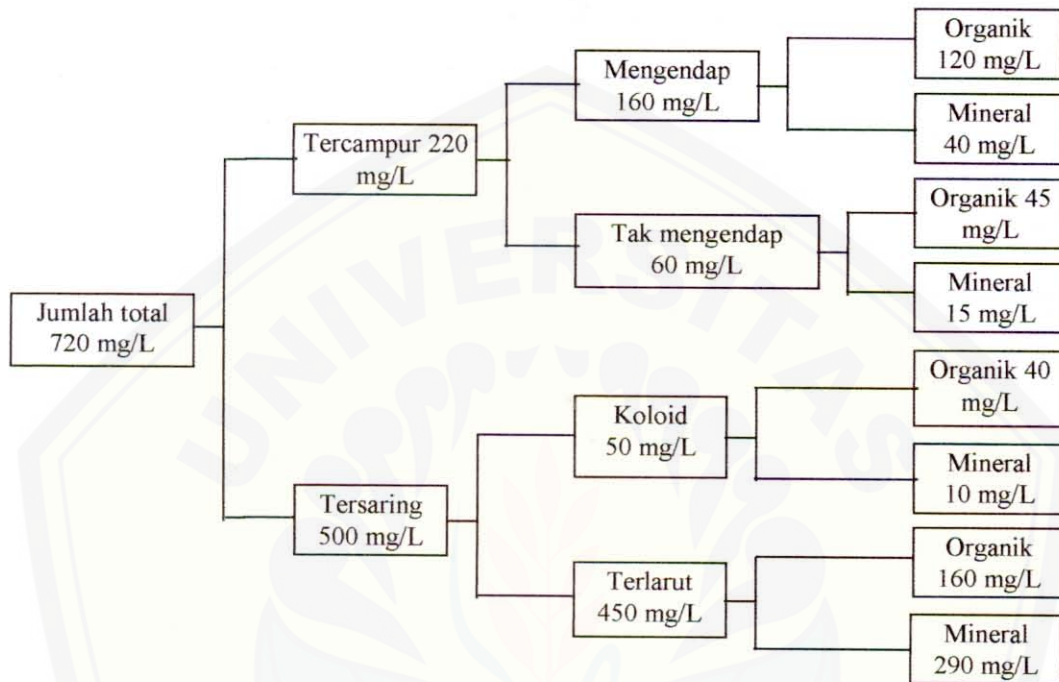 Organik
120 mg/L
Mengendap
160 mg/L
Mineral
40 mg/L
Tercampur 220
mg/L
Organik 45
mg/L
Tak mengendap
60 mg/L
Mineral
15 mg/L
Jumlah total
720 mg/L
Organik 40
mg/L
Koloid
50 mg/L
Mineral
10 mg/L
Tersaring
500 mg/L
Organik
160 mg/L
Terlarut
450 mg/L
Mineral
290 mg/L
UNIVERSITAS